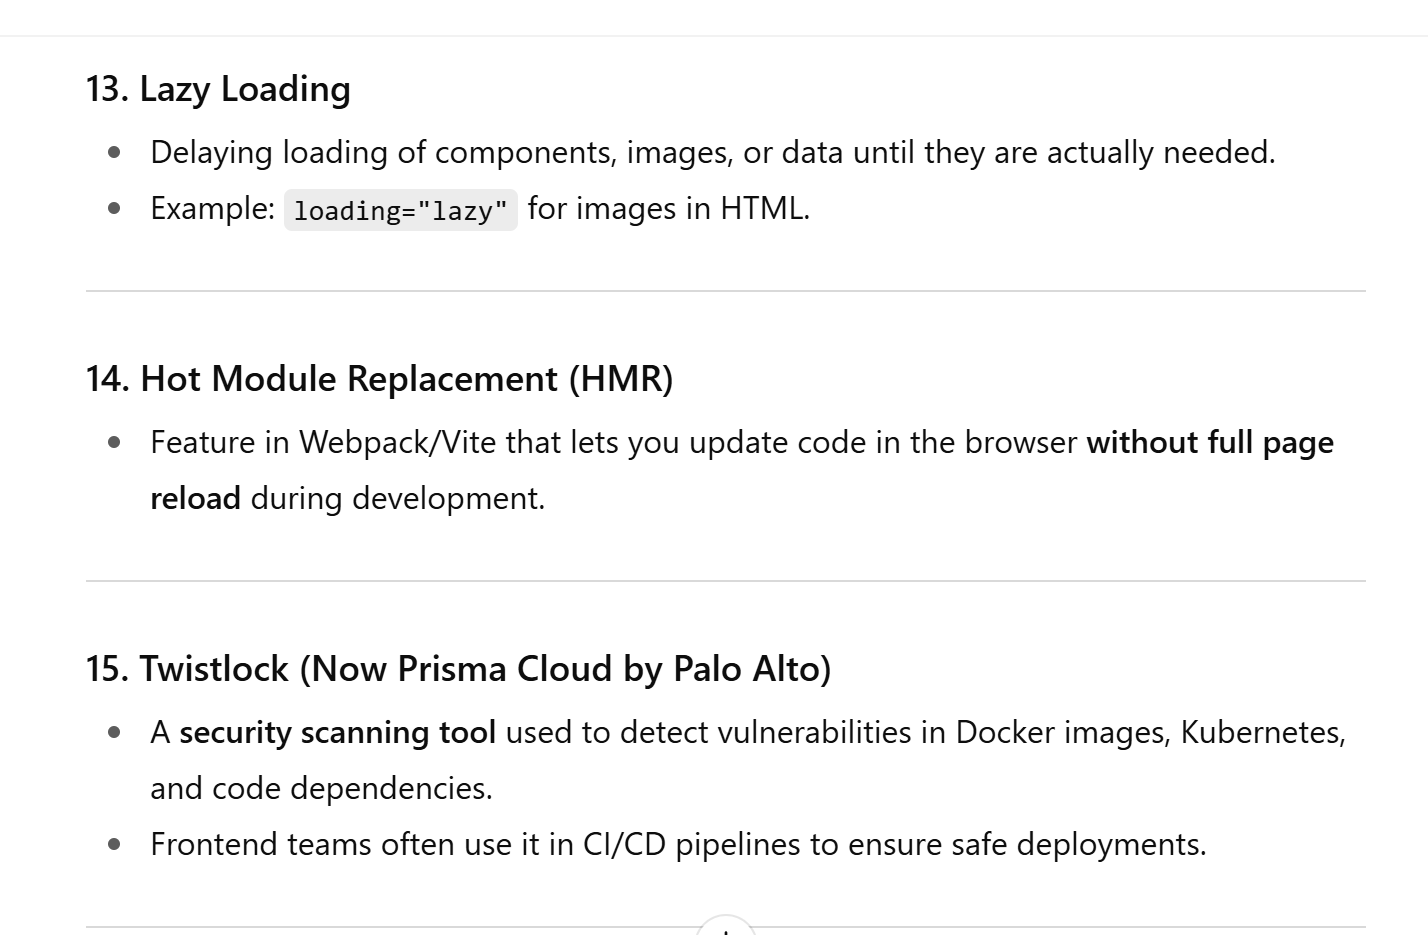 13. Lazy Loading
Delaying loading of components, images, or data until they are actually needed.
Example: loading="lazy" for images in HTML.
14. Hot Module Replacement (HMR)
Feature in Webpack/Vite that lets you update code in the browser without full page
reload during development.
15. Twistlock (Now Prisma Cloud by Palo Alto)
A security scanning tool used to detect vulnerabilities in Docker images, Kubernetes,
and code dependencies.
Frontend teams often use it in CI/CD pipelines to ensure safe deployments.